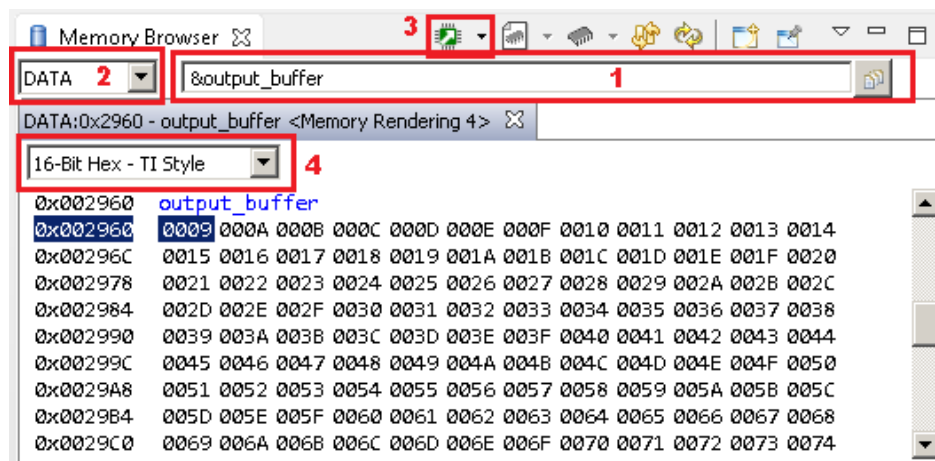 Memory Browser 3
DATA 2 &output_buffer 1
DATA:0x2960 - output_buffer <Memory Rendering 4>
16-Bit Hex - TI Style 4
0x002960 output_buffer
0x002960 0009 000A 000B 000C 000D 000E 000F 0010 0011 0012 0013 0014
0x00296C 0015 0016 0017 0018 0019 001A 001B 001C 001D 001E 001F 0020
0x002978 0021 0022 0023 0024 0025 0026 0027 0028 0029 002A 002B 002C
0x002984 002D 002E 002F 0030 0031 0032 0033 0034 0035 0036 0037 0038
0x002990 0039 003A 003B 003C 003D 003E 003F 0040 0041 0042 0043 0044
0x00299C 0045 0046 0047 0048 0049 004A 004B 004C 004D 004E 004F 0050
0x0029A8 0051 0052 0053 0054 0055 0056 0057 0058 0059 005A 005B 005C
0x0029B4 005D 005E 005F 0060 0061 0062 0063 0064 0065 0066 0067 0068
0x0029C0 0069 006A 006B 006C 006D 006E 006F 0070 0071 0072 0073 0074